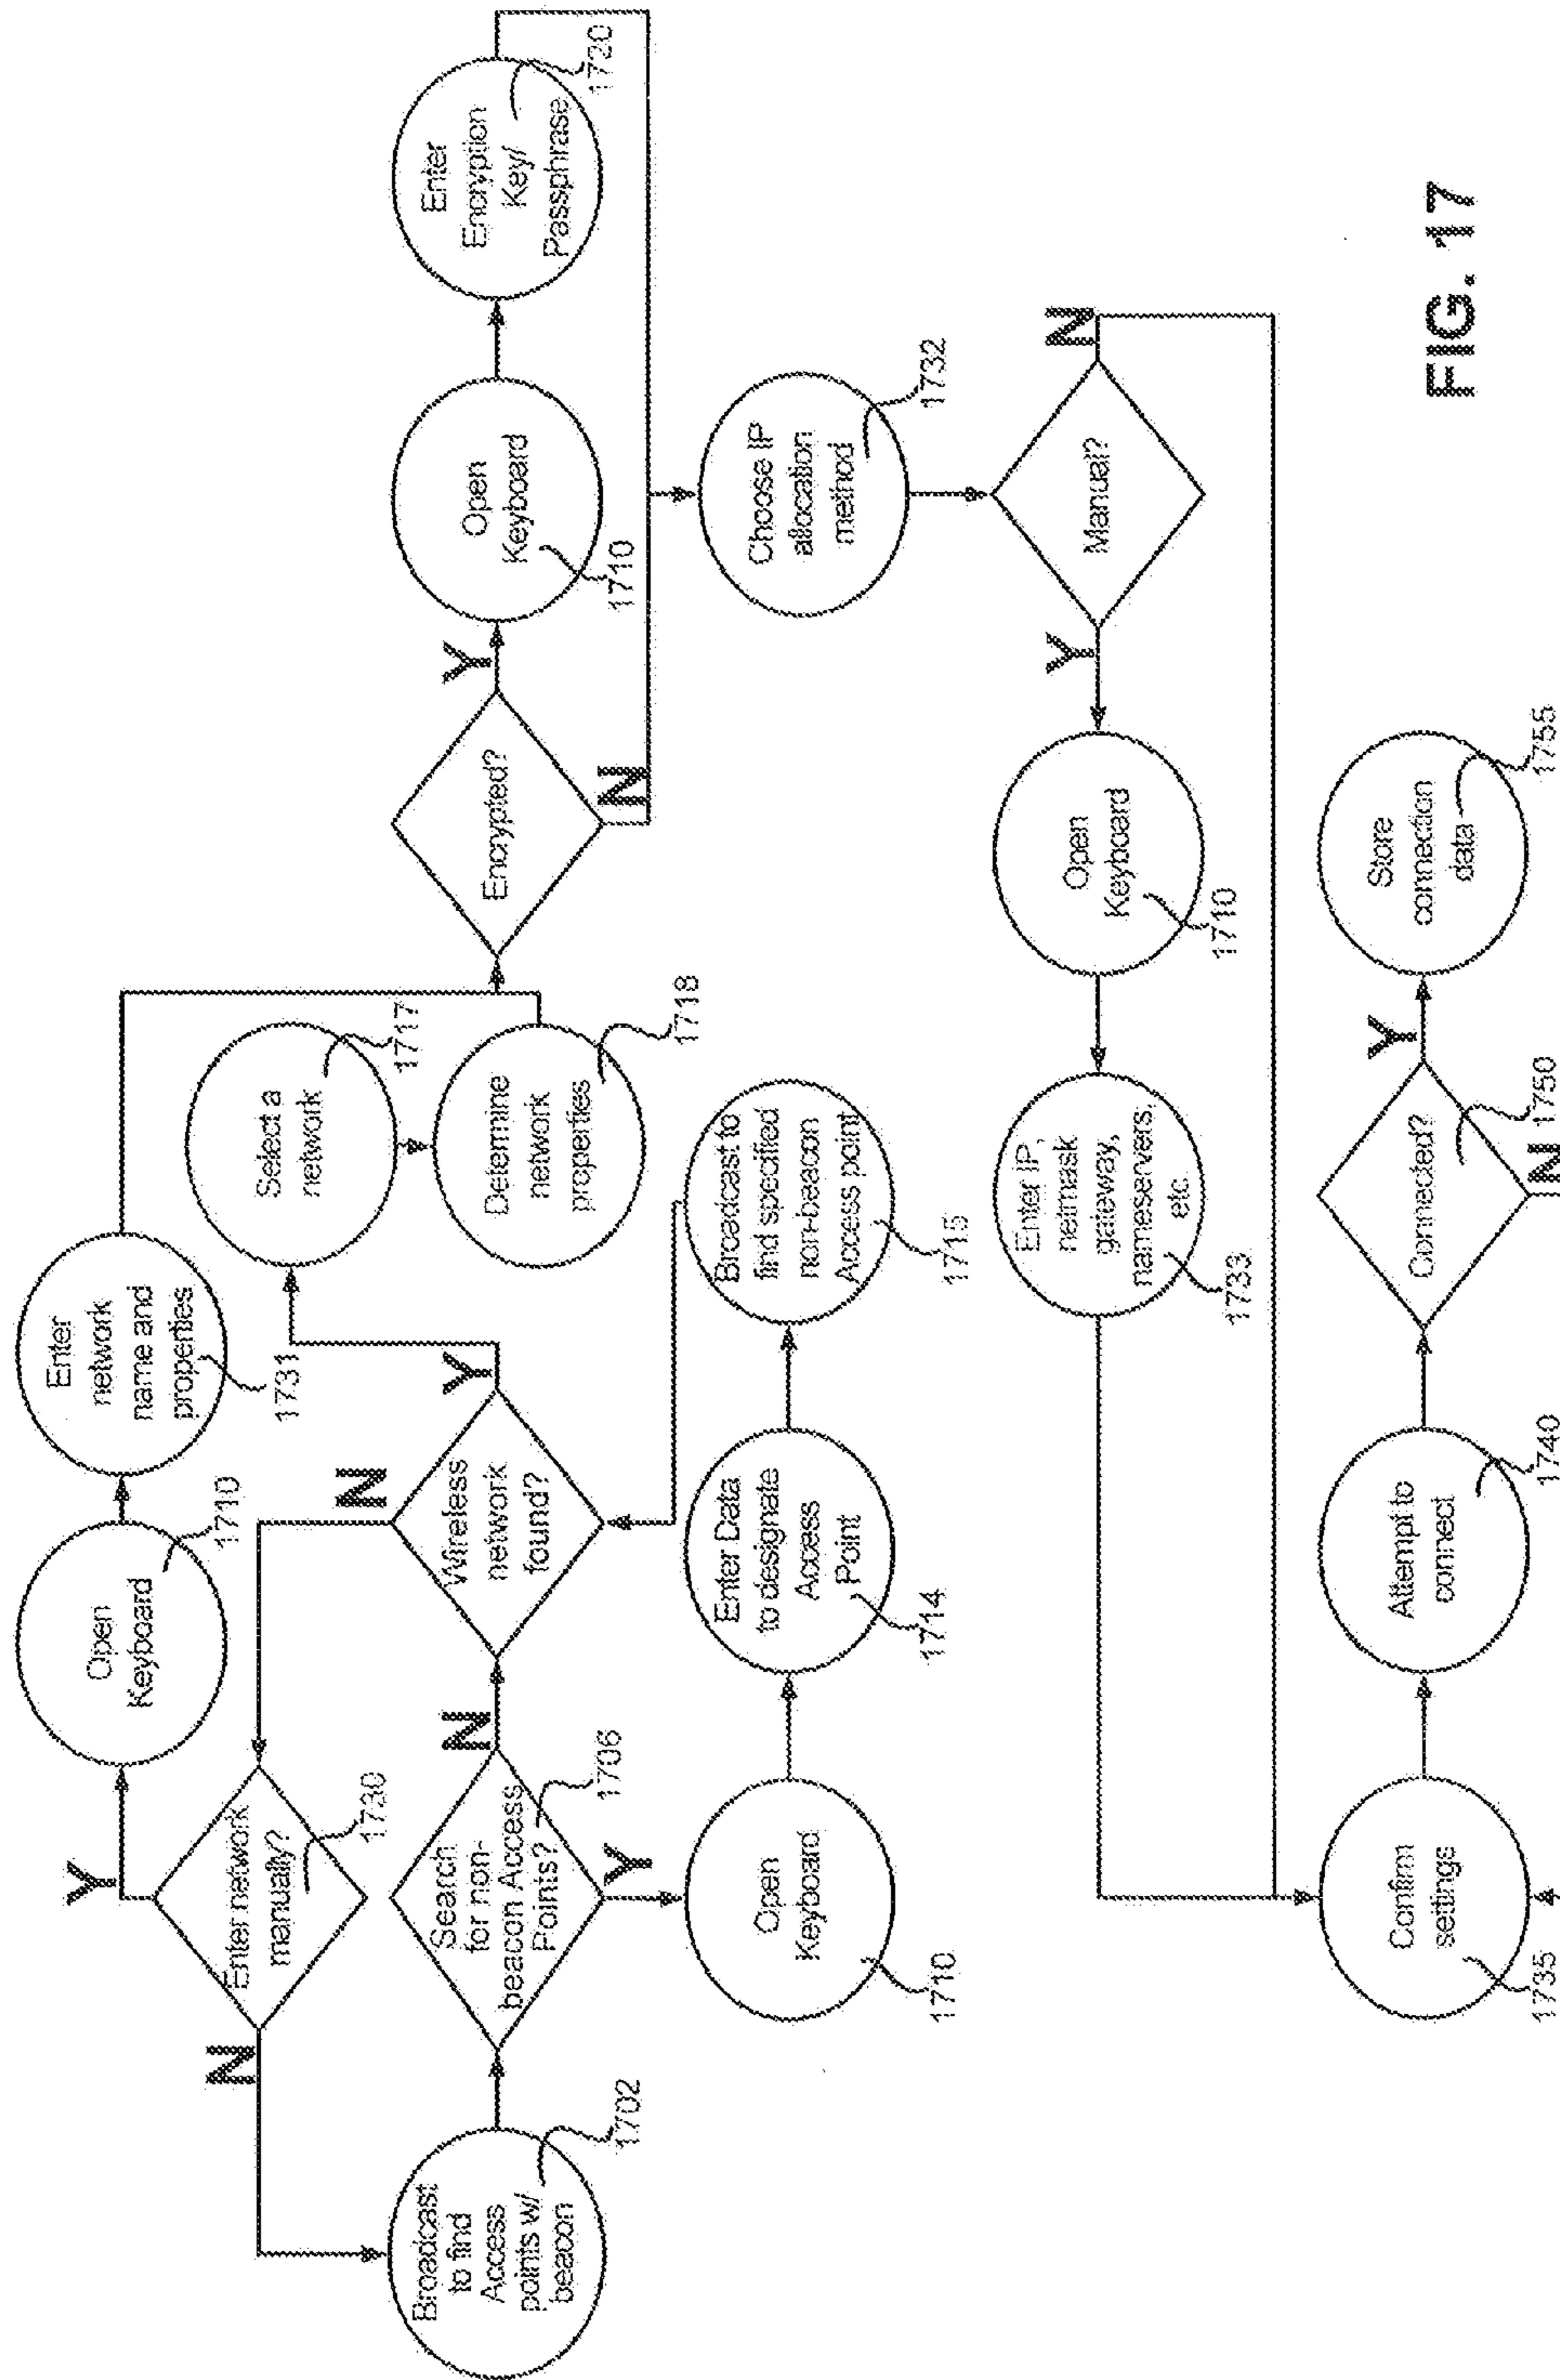 Broadcast
to find
Access
points w/
beacon
1702
N
Enter network
manually?
1730
Y
Open
Keyboard
1710
Enter
network
name and
properties
1731
Search
for non-
beacon Access
Points?
1706
N
Y
Wireless
network
found?
N
Y
Select a
network
1717
Determine
network
properties
1718
Open
Keyboard
1710
Enter Data
to designate
Access
Point
1714
Broadcast to
find specified
non-beacon
Access point
1715
Encrypted?
Y
N
Open
Keyboard
1710
Enter
Encryption
Key/
Passphrase
1720
Choose IP
allocation
method
1732
Manual?
Y
N
Open
Keyboard
1710
Enter IP,
netmask
gateway,
nameservers,
etc.
1733
Confirm
settings
1735
Attempt to
connect
1740
Connected?
1750
Y
N
Store
connection
data
1755
FIG. 17